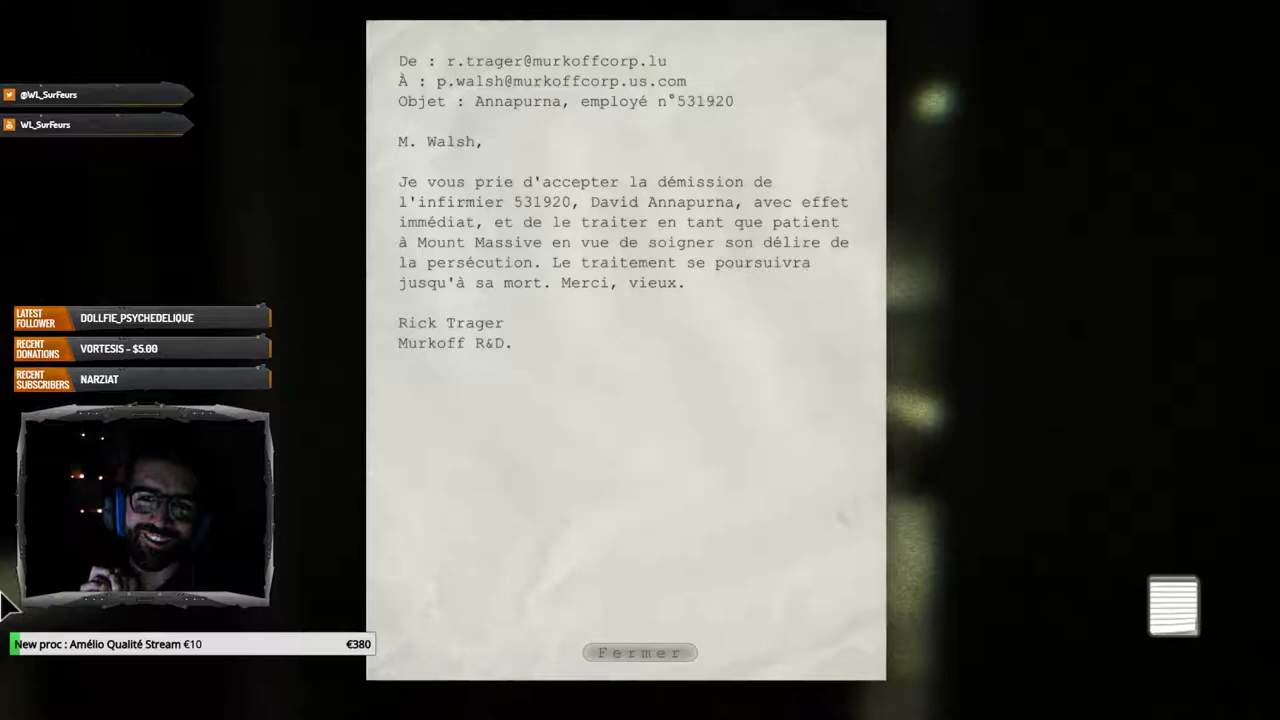 De : r.trager@murkoffcorp.lu
À : p.walsh@murkoffcorp.us.com
Objet : Annapurna, employé n°531920
M. Walsh,
Je vous prie d'accepter la démission de
l'infirmier 531920, David Annapurna, avec effet
immédiat, et de le traiter en tant que patient
à Mount Massive en vue de soigner son délire de
la persécution. Le traitement se poursuivra
jusqu'à sa mort. Merci, vieux.
Rick Trager
Murkoff R&D.
Fermer
@WL_SurFeurs
WL_SurFeurs
LATEST FOLLOWER DOLLFIE_PSYCHEDELIQUE
RECENT DONATIONS VORTESIS - $5.00
RECENT SUBSCRIBERS NARZIAT
New proc : Amélio Qualité Stream €10 €380